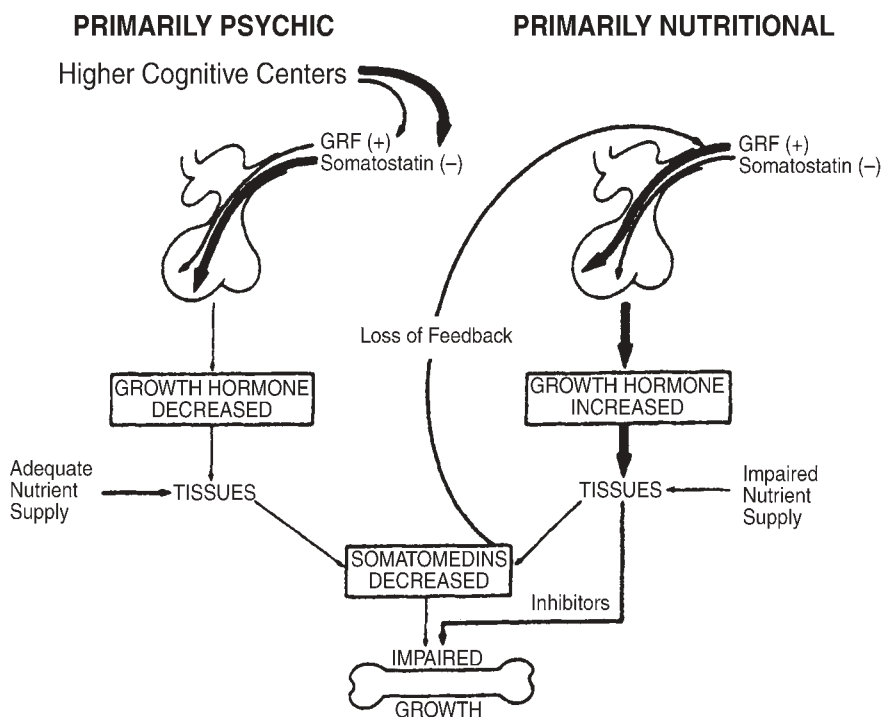 PRIMARILY PSYCHIC
PRIMARILY NUTRITIONAL
Higher Cognitive Centers
GRF (+)
Somatostatin (–)
GRF (+)
Somatostatin (–)
Loss of Feedback
GROWTH HORMONE
DECREASED
GROWTH HORMONE
INCREASED
Adequate
Nutrient
Supply
TISSUES
TISSUES
Impaired
Nutrient
Supply
SOMATOMEDINS
DECREASED
Inhibitors
IMPAIRED
GROWTH